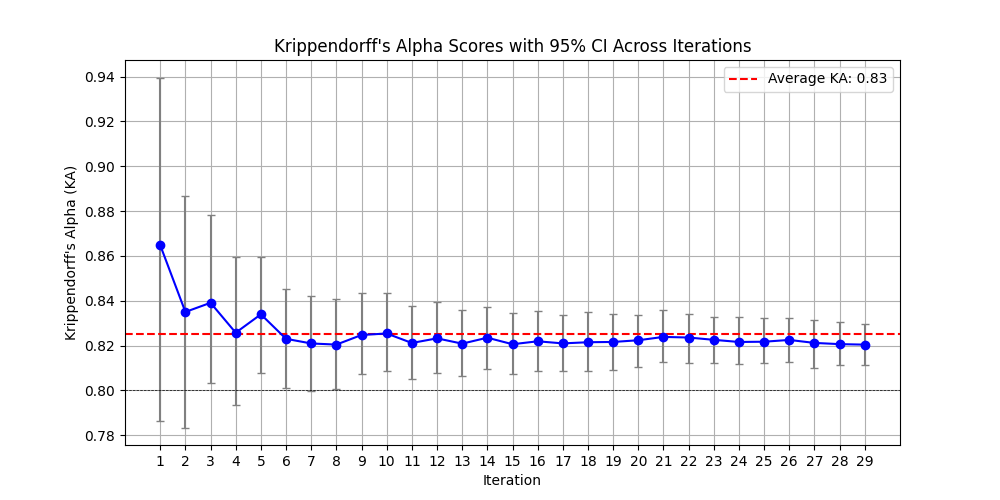 Krippendorff's Alpha Scores with 95% CI Across Iterations
Average KA: 0.83
Krippendorff's Alpha (KA)
0.94
0.92
0.90
0.88
0.86
0.84
0.82
0.80
0.78
1 2 3 4 5 6 7 8 9 10 11 12 13 14 15 16 17 18 19 20 21 22 23 24 25 26 27 28 29
Iteration